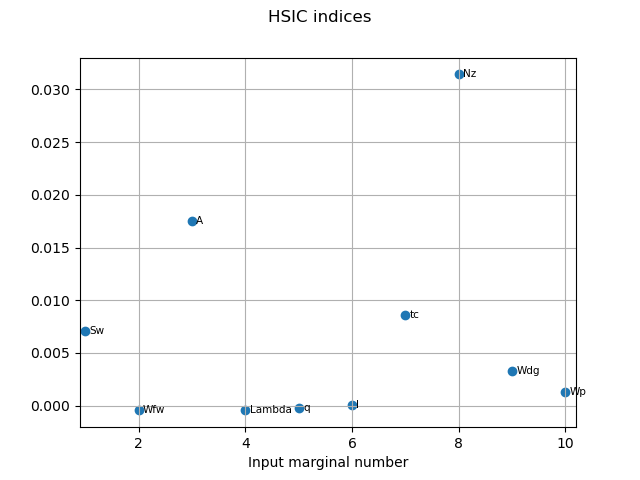 HSIC indices
0.030
0.025
0.020
0.015
0.010
0.005
0.000
Nz
A
tc
Sw
Wdg
Wp
l
q
Lambda
Wfw
2
4
6
8
10
Input marginal number